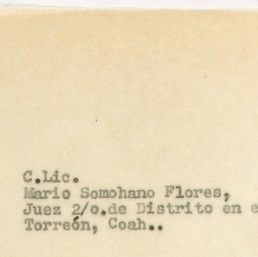 C.Lic.
Mario Somohano Flores,
Juez 2/o.de Distrito en e
Torreón, Coah..